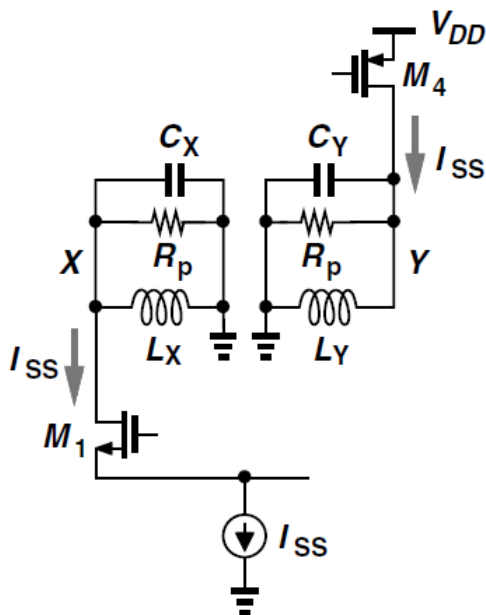 V_DD
M_4
C_X C_Y I_SS
X R_p R_p Y
L_X L_Y
I_SS
M_1
I_SS